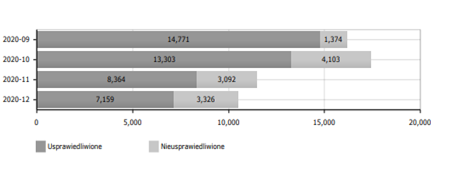 2020-09 14,771 1,374
2020-10 13,303 4,103
2020-11 8,364 3,092
2020-12 7,159 3,326
0 5,000 10,000 15,000 20,000
Usprawiedliwione Nieusprawiedliwione